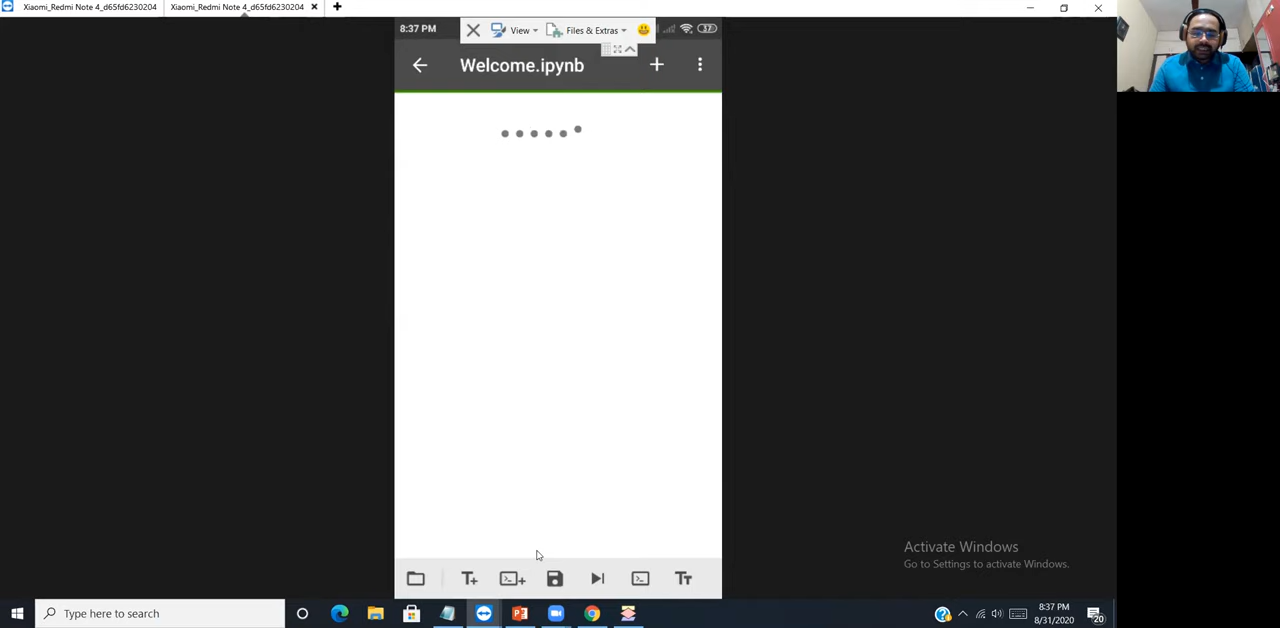 Xiaomi_Redmi Note 4_d65fd6230204
Xiaomi_Redmi Note 4_d65fd6230204
8:37 PM
View
Files & Extras
37
Welcome.ipynb
Activate Windows
Go to Settings to activate Windows.
Type here to search
8:37 PM
8/31/2020
20